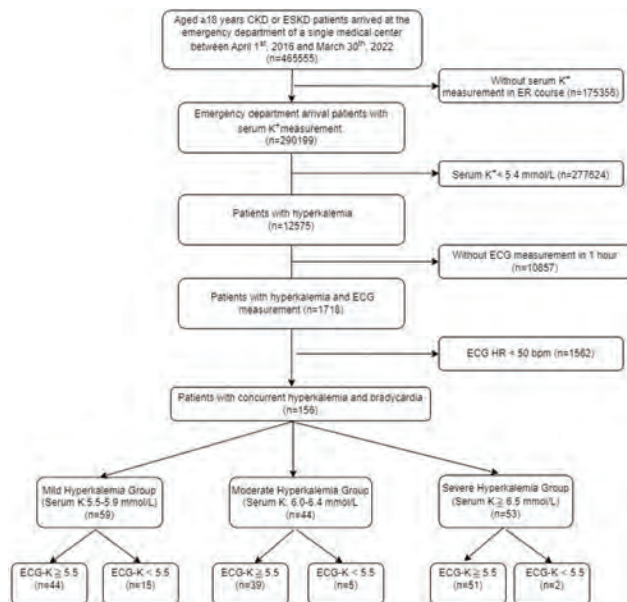 Aged ≥18 years CKD or ESKD patients arrived at the
emergency department of a single medical center
between April 1st, 2016 and March 30th, 2022
(n=465555)
Without serum K+
measurement in ER course (n=175356)
Emergency department arrival patients with
serum K+ measurement
(n=290199)
Serum K+ < 5.4 mmol/L (n=277624)
Patients with hyperkalemia
(n=12575)
Without ECG measurement in 1 hour
(n=10857)
Patients with hyperkalemia and ECG
measurement (n=1718)
ECG HR < 50 bpm (n=1562)
Patients with concurrent hyperkalemia and bradycardia
(n=156)
Mild Hyperkalemia Group
(Serum K:5.5-5.9 mmol/L)
(n=59)
Moderate Hyperkalemia Group
(Serum K: 6.0-6.4 mmol/L
(n=44)
Severe Hyperkalemia Group
(Serum K ≧ 6.5 mmol/L)
(n=53)
ECG-K ≧ 5.5
(n=44)
ECG-K < 5.5
(n=15)
ECG-K ≧ 5.5
(n=39)
ECG-K < 5.5
(n=5)
ECG-K ≧ 5.5
(n=51)
ECG-K < 5.5
(n=2)